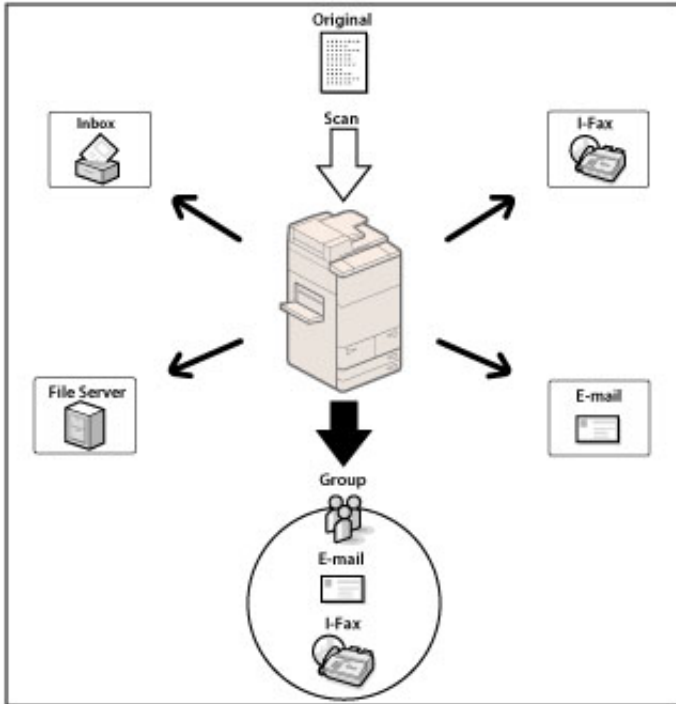 Original
Scan
Inbox
I-Fax
File Server
E-mail
Group
E-mail
I-Fax